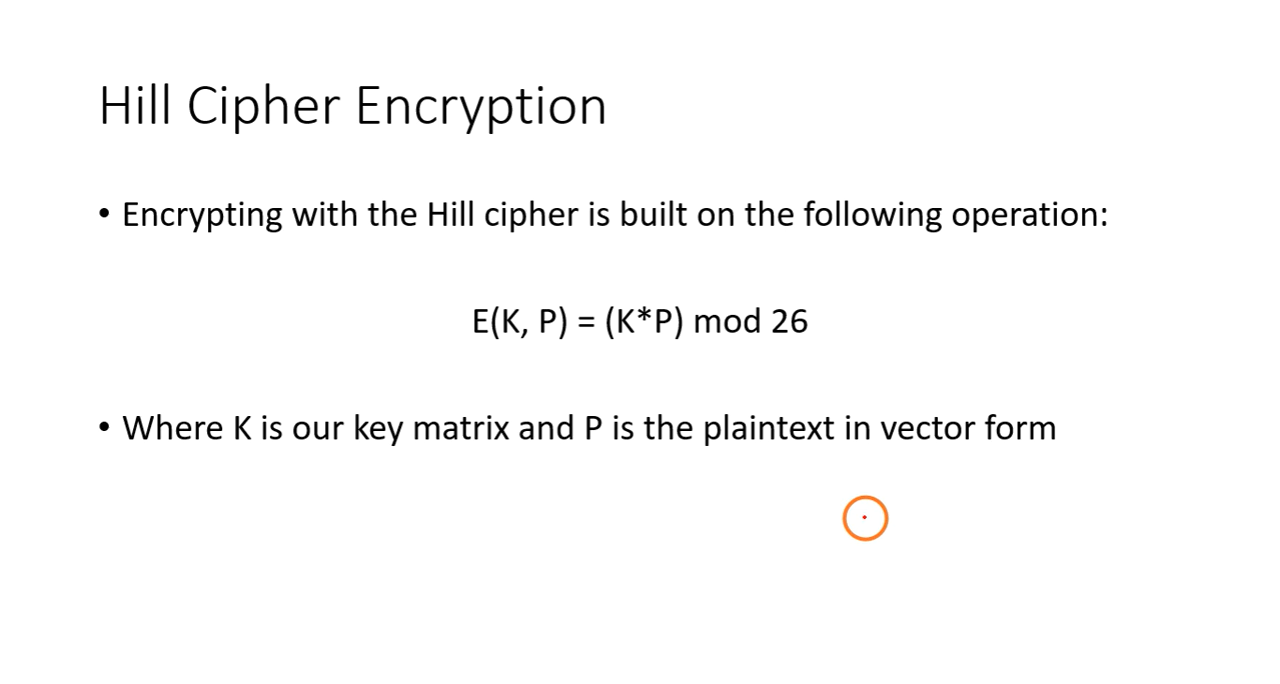 Hill Cipher Encryption
• Encrypting with the Hill cipher is built on the following operation:
E(K, P) = (K*P) mod 26
• Where K is our key matrix and P is the plaintext in vector form